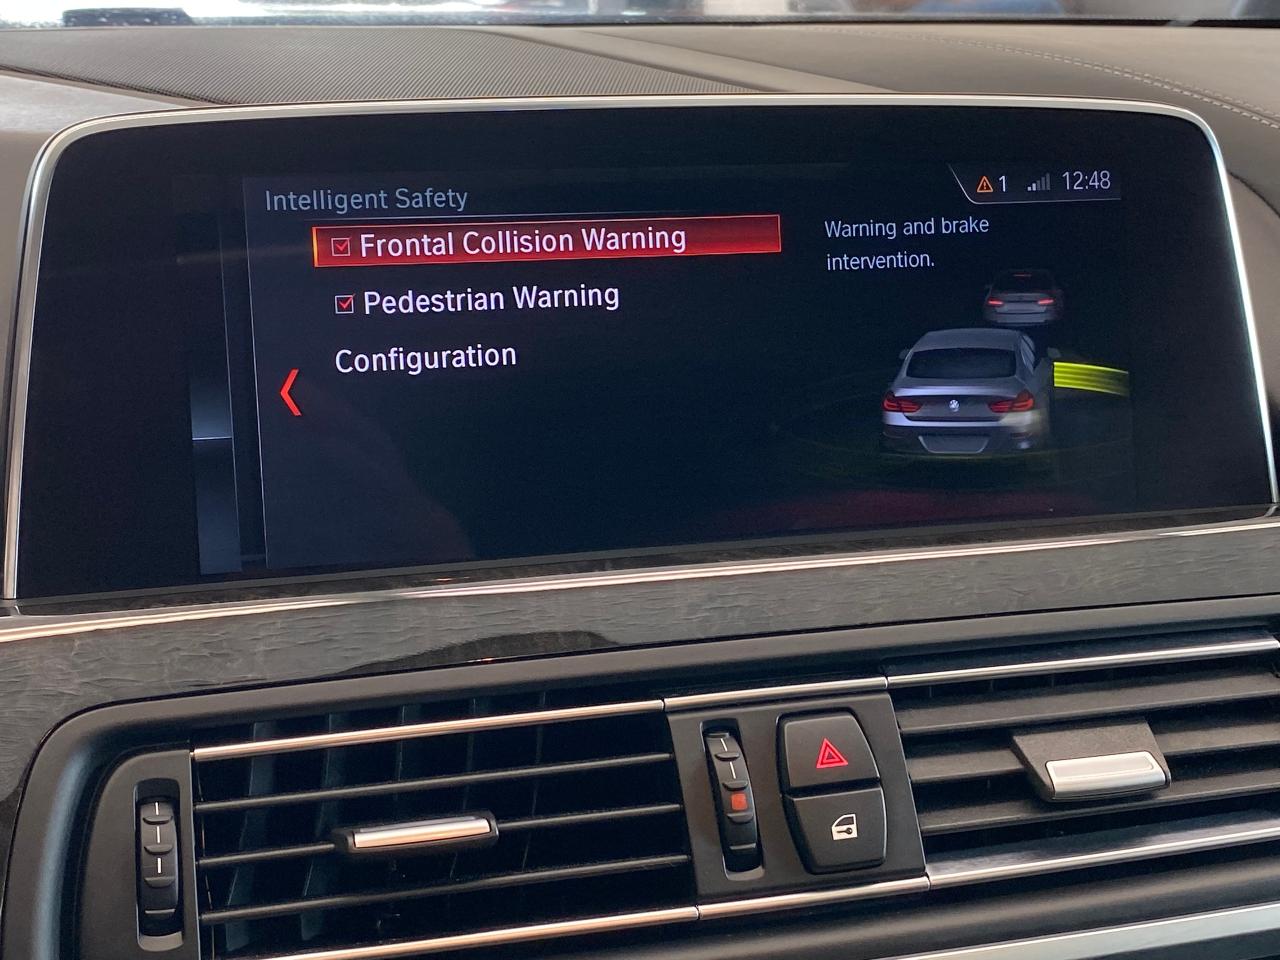 Intelligent Safety
1 12:48
Frontal Collision Warning
Pedestrian Warning
Configuration
Warning and brake
intervention.